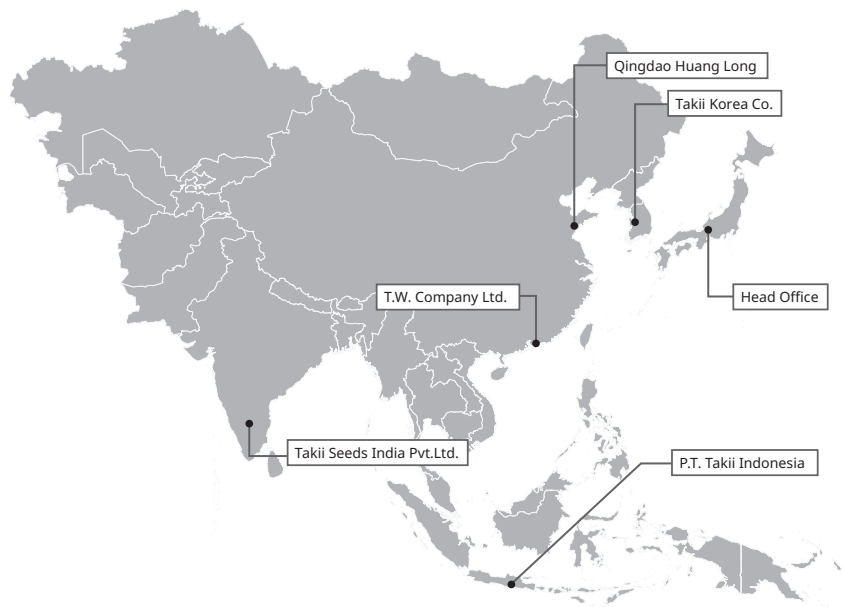 Qingdao Huang Long
Takii Korea Co.
T.W. Company Ltd.
Head Office
Takii Seeds India Pvt.Ltd.
P.T. Takii Indonesia